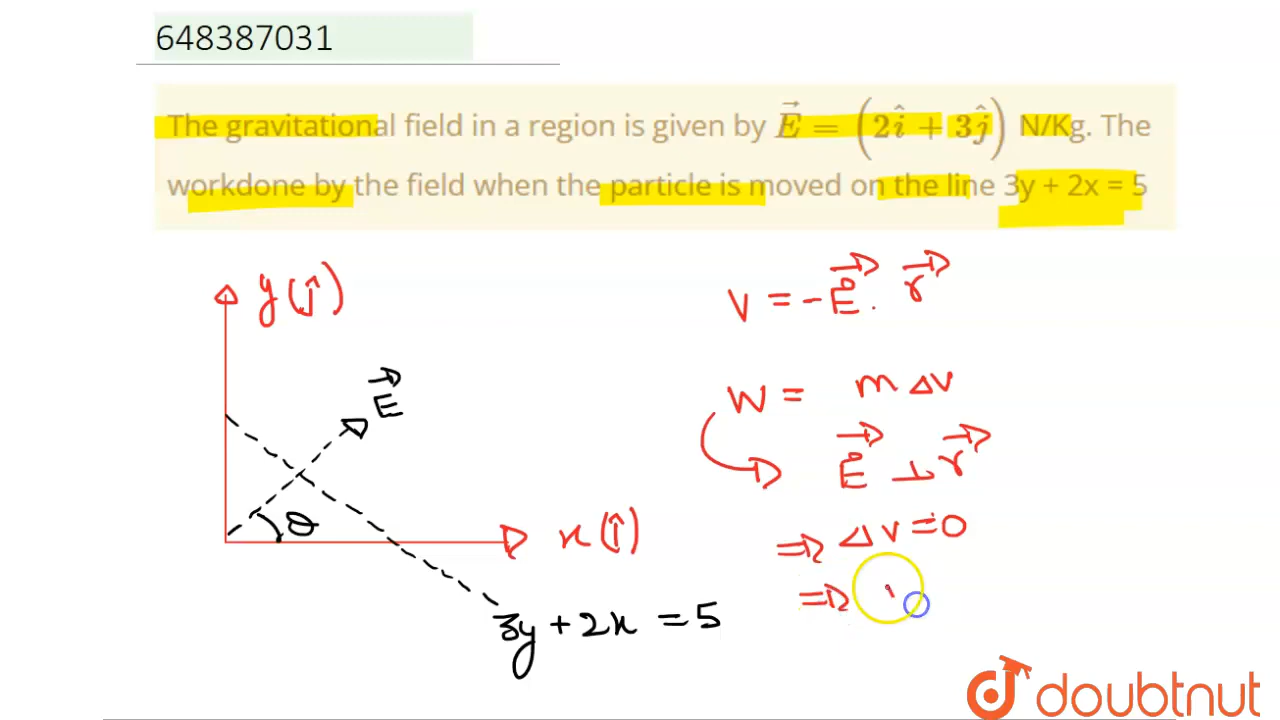 648387031
The gravitational field in a region is given by $\vec{E} = (2\hat{i} + 3\hat{j})$ N/Kg. The
workdone by the field when the particle is moved on the line 3y + 2x = 5
y(ĵ)
$\vec{E}$
θ
x(î)
3y + 2x = 5
$V = -\vec{E} . \vec{r}$
W = m ΔV
$\vec{E} ⊥ \vec{r}$
⇒ ΔV = 0
⇒
doubtnut